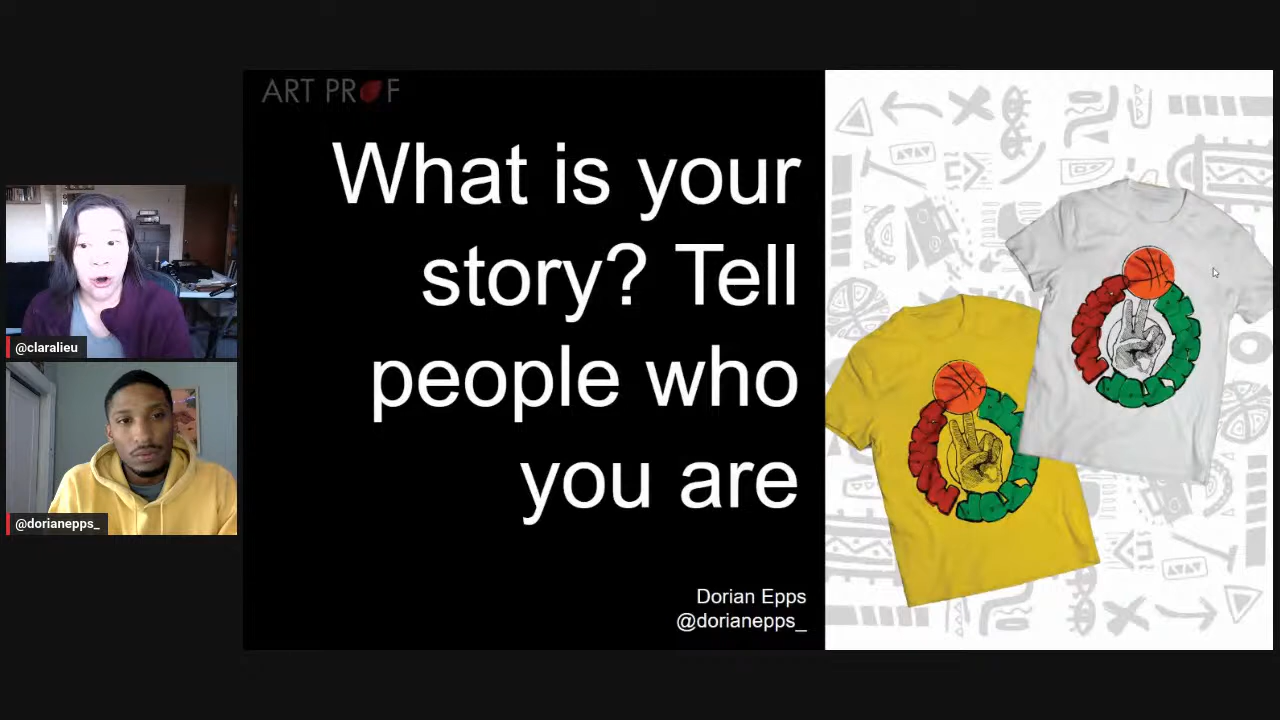 ART PROF
What is your
story? Tell
people who
you are
Dorian Epps
@dorianepps_
@claralieu
@dorianepps_